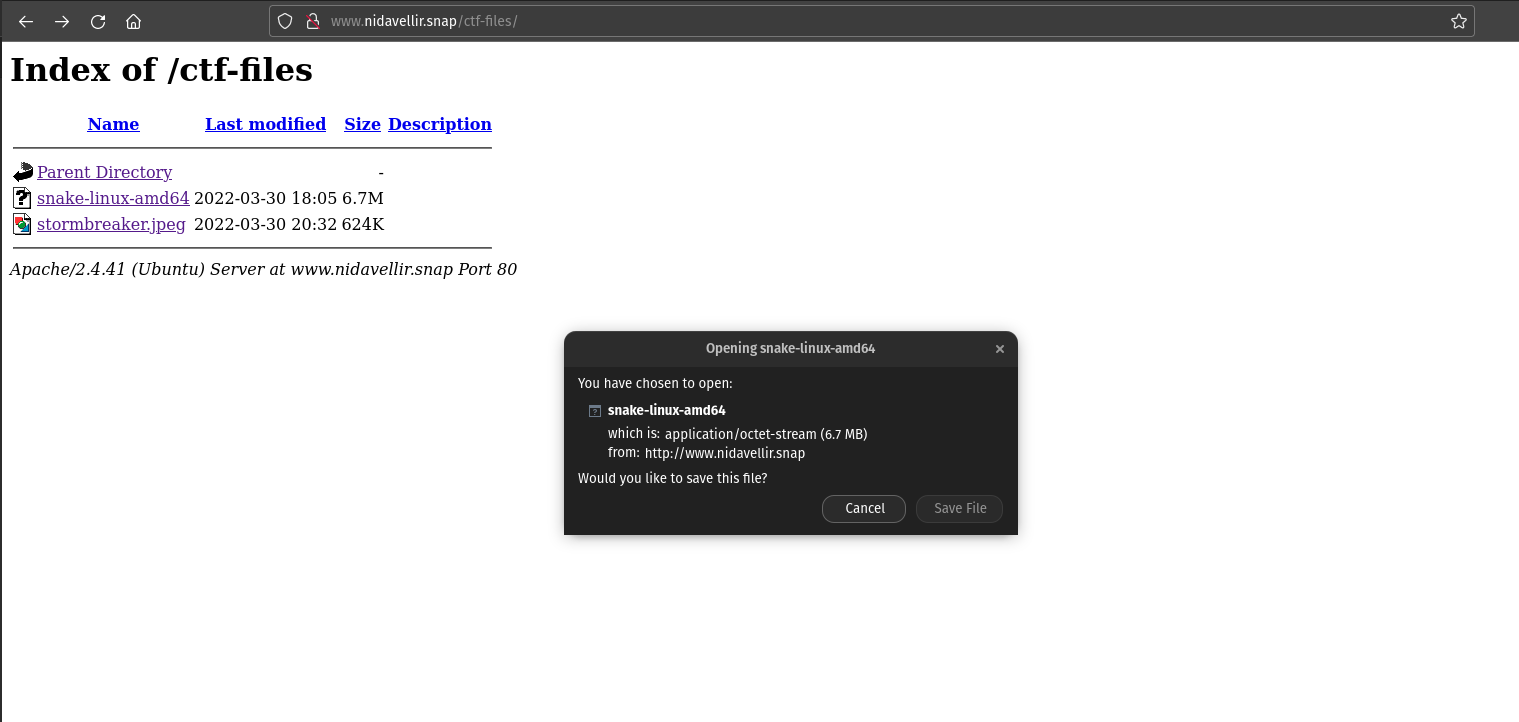 www.nidavellir.snap/ctf-files/
Index of /ctf-files
Name Last modified Size Description
Parent Directory -
snake-linux-amd64 2022-03-30 18:05 6.7M
stormbreaker.jpeg 2022-03-30 20:32 624K
Apache/2.4.41 (Ubuntu) Server at www.nidavellir.snap Port 80
Opening snake-linux-amd64
You have chosen to open:
snake-linux-amd64
which is: application/octet-stream (6.7 MB)
from: http://www.nidavellir.snap
Would you like to save this file?
Cancel Save File